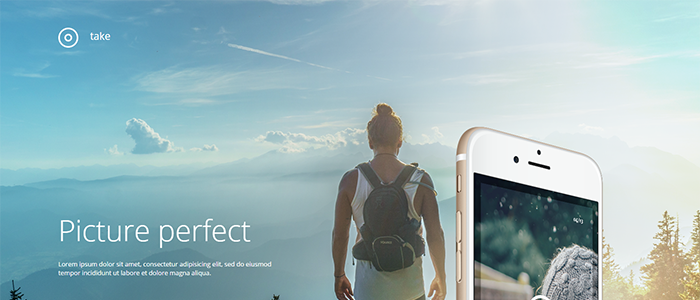 take
Picture perfect
Lorem ipsum dolor sit amet, consectetur adipiscing elit, sed do eiusmod
tempor incididunt ut labore et dolore magna aliqua.